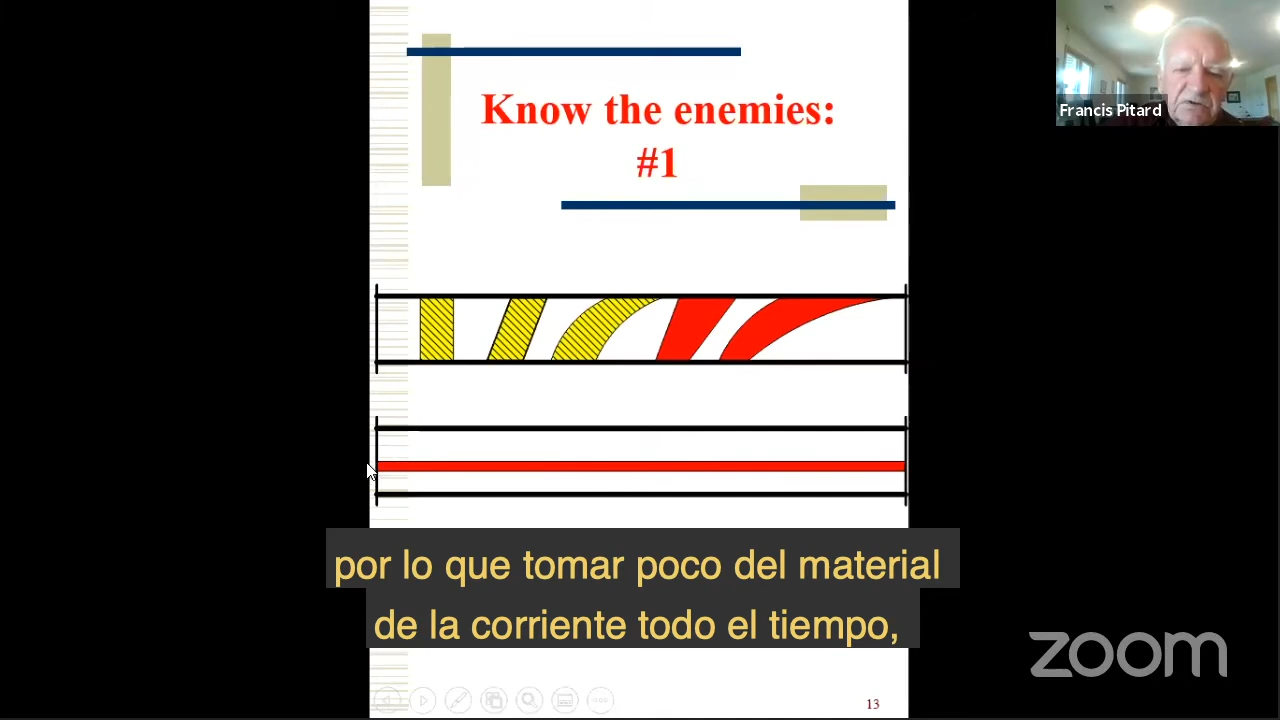 Know the enemies:
#1
Francis Pitard
por lo que tomar poco del material
de la corriente todo el tiempo,
zoom
13